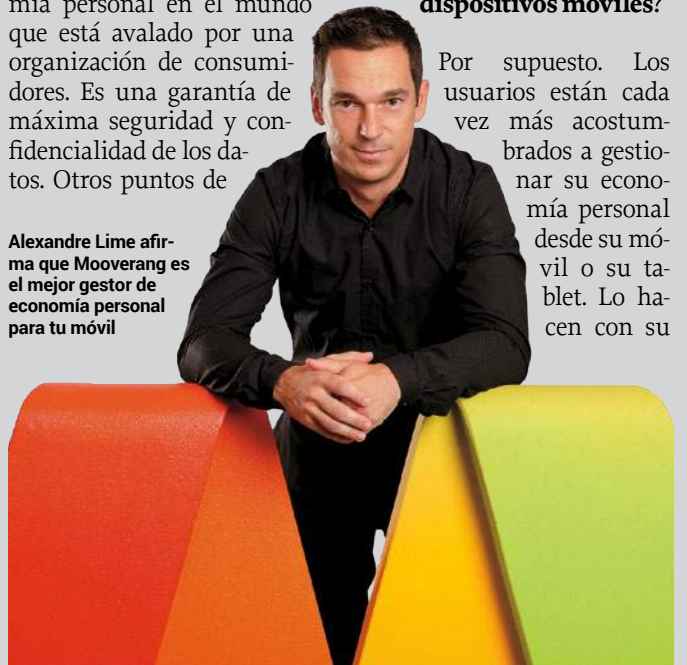 mía personal en el mundo
que está avalado por una
organización de consumi-
dores. Es una garantía de
máxima seguridad y con-
fidencialidad de los da-
tos. Otros puntos de
Alexandre Lime afir-
ma que Mooverang es
el mejor gestor de
economía personal
para tu móvil
dispositivos móviles?
Por supuesto. Los
usuarios están cada
vez más acostum-
brados a gestio-
nar su econo-
mía personal
desde su mó-
vil o su ta-
blet. Lo ha-
cen con su